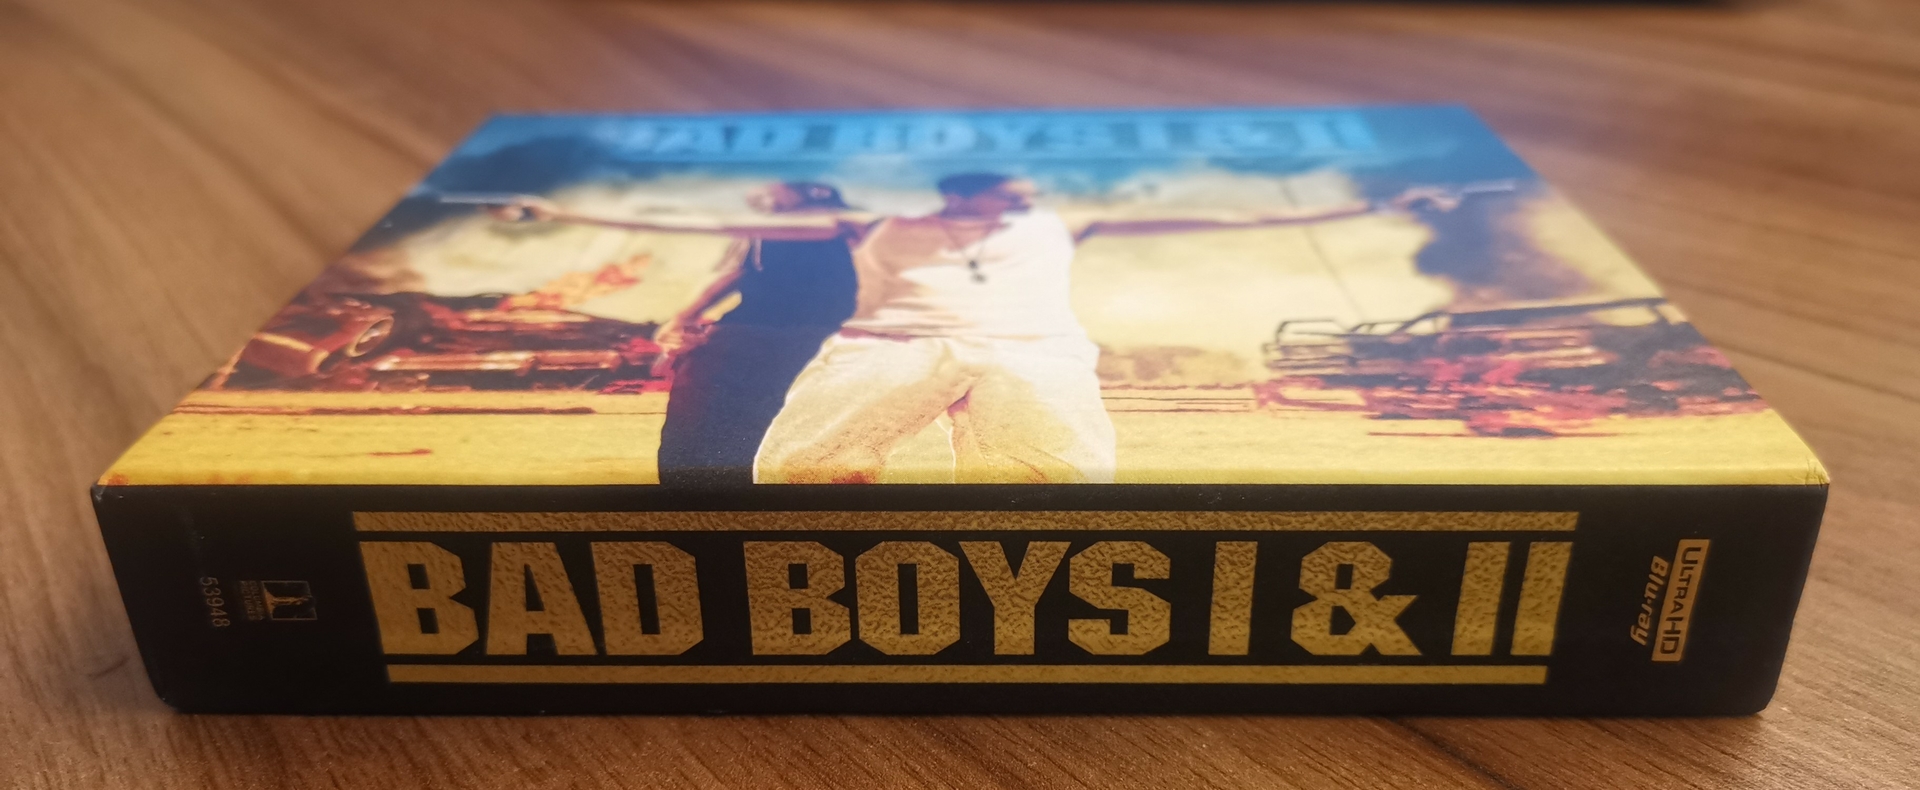 BAD BOYS I & II
BAD BOYS I & II
53948
ULTRA HD
Blu-ray